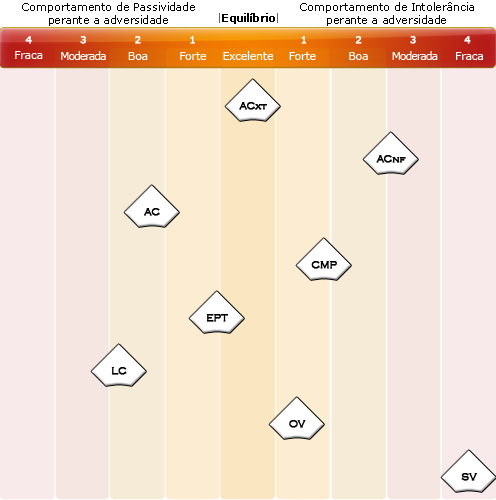 Comportamento de Passividade
perante a adversidade
|Equilíbrio|
Comportamento de Intolerância
perante a adversidade
4 3 2 1 1 2 3 4
Fraca Moderada Boa Forte Excelente Forte Boa Moderada Fraca
ACXT
ACNF
AC
CMP
EPT
LC
OV
SV